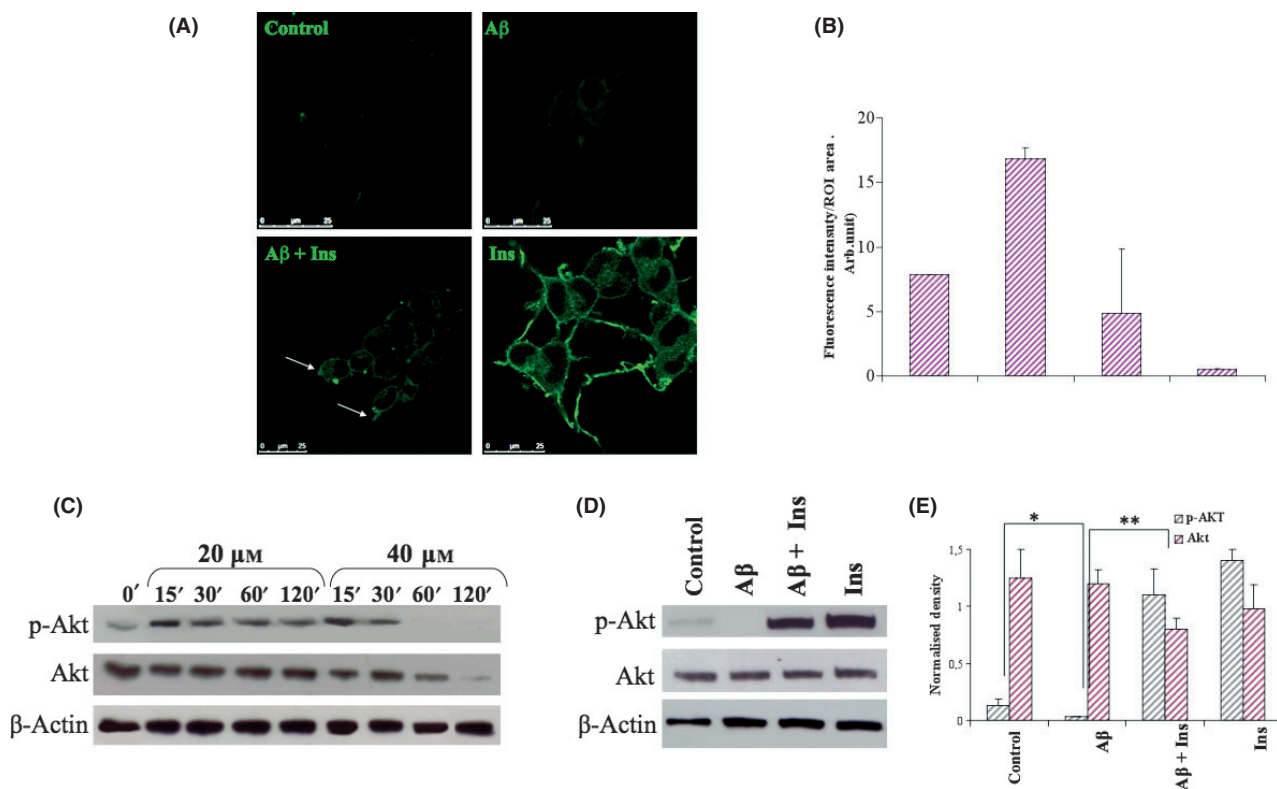 (A)
Control
Aβ
0 µm 25
0 µm 25
Aβ + Ins
Ins
0 µm 25
0 µm 25
(B)
Fluorescence intensuty/ROI area .
Arb.unit)
20
15
10
5
0
(C)
20 µM 40 µM
0′ 15′ 30′ 60′ 120′ 15′ 30′ 60′ 120′
p-Akt
Akt
β-Actin
(D)
Control Aβ Aβ + Ins Ins
p-Akt
Akt
β-Actin
(E)
* **
p-AKT
Akt
Normalised density
1,5
1
0,5
0
Control Aβ Aβ + Ins Ins